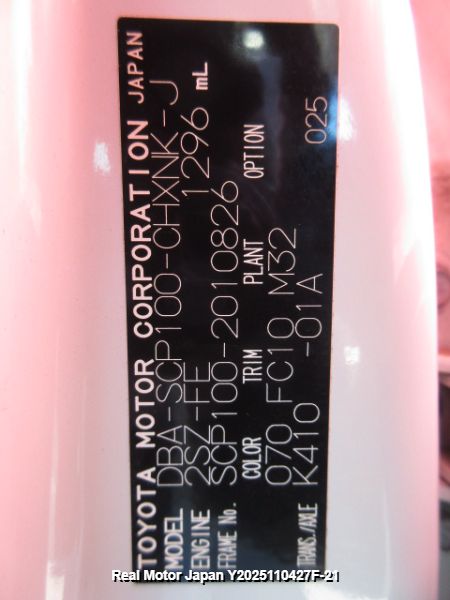 TOYOTA MOTOR CORPORATION JAPAN
MODEL DBA-SCP100-CHXNK-J
ENGINE 2SZ-FE 1296 mL
FRAME No. SCP100-2010826
COLOR TRIM PLANT OPTION
070 FC10 M32
TRANS./AXLE K410 -01A 025
Real Motor Japan Y2025110427F-21